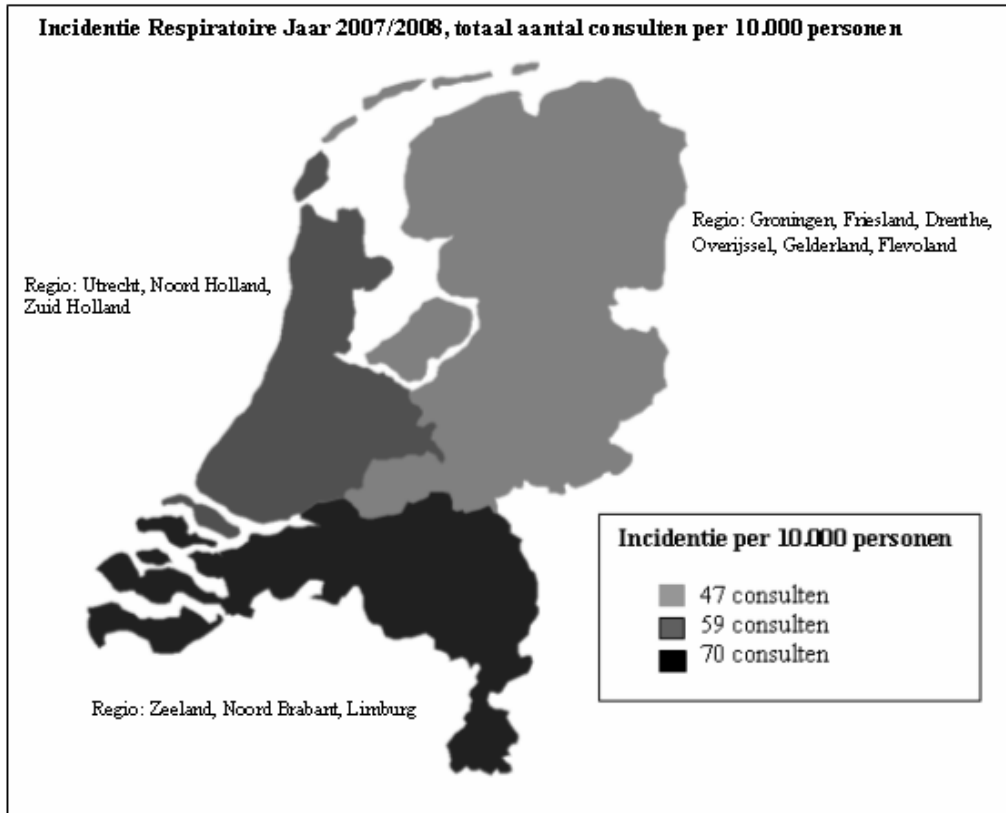 Incidentie Respiratoire Jaar 2007/2008, totaal aantal consulten per 10.000 personen
Regio: Groningen, Friesland, Drenthe,
Overijssel, Gelderland, Flevoland
Regio: Utrecht, Noord Holland,
Zuid Holland
Incidentie per 10.000 personen
47 consulten
59 consulten
70 consulten
Regio: Zeeland, Noord Brabant, Limburg